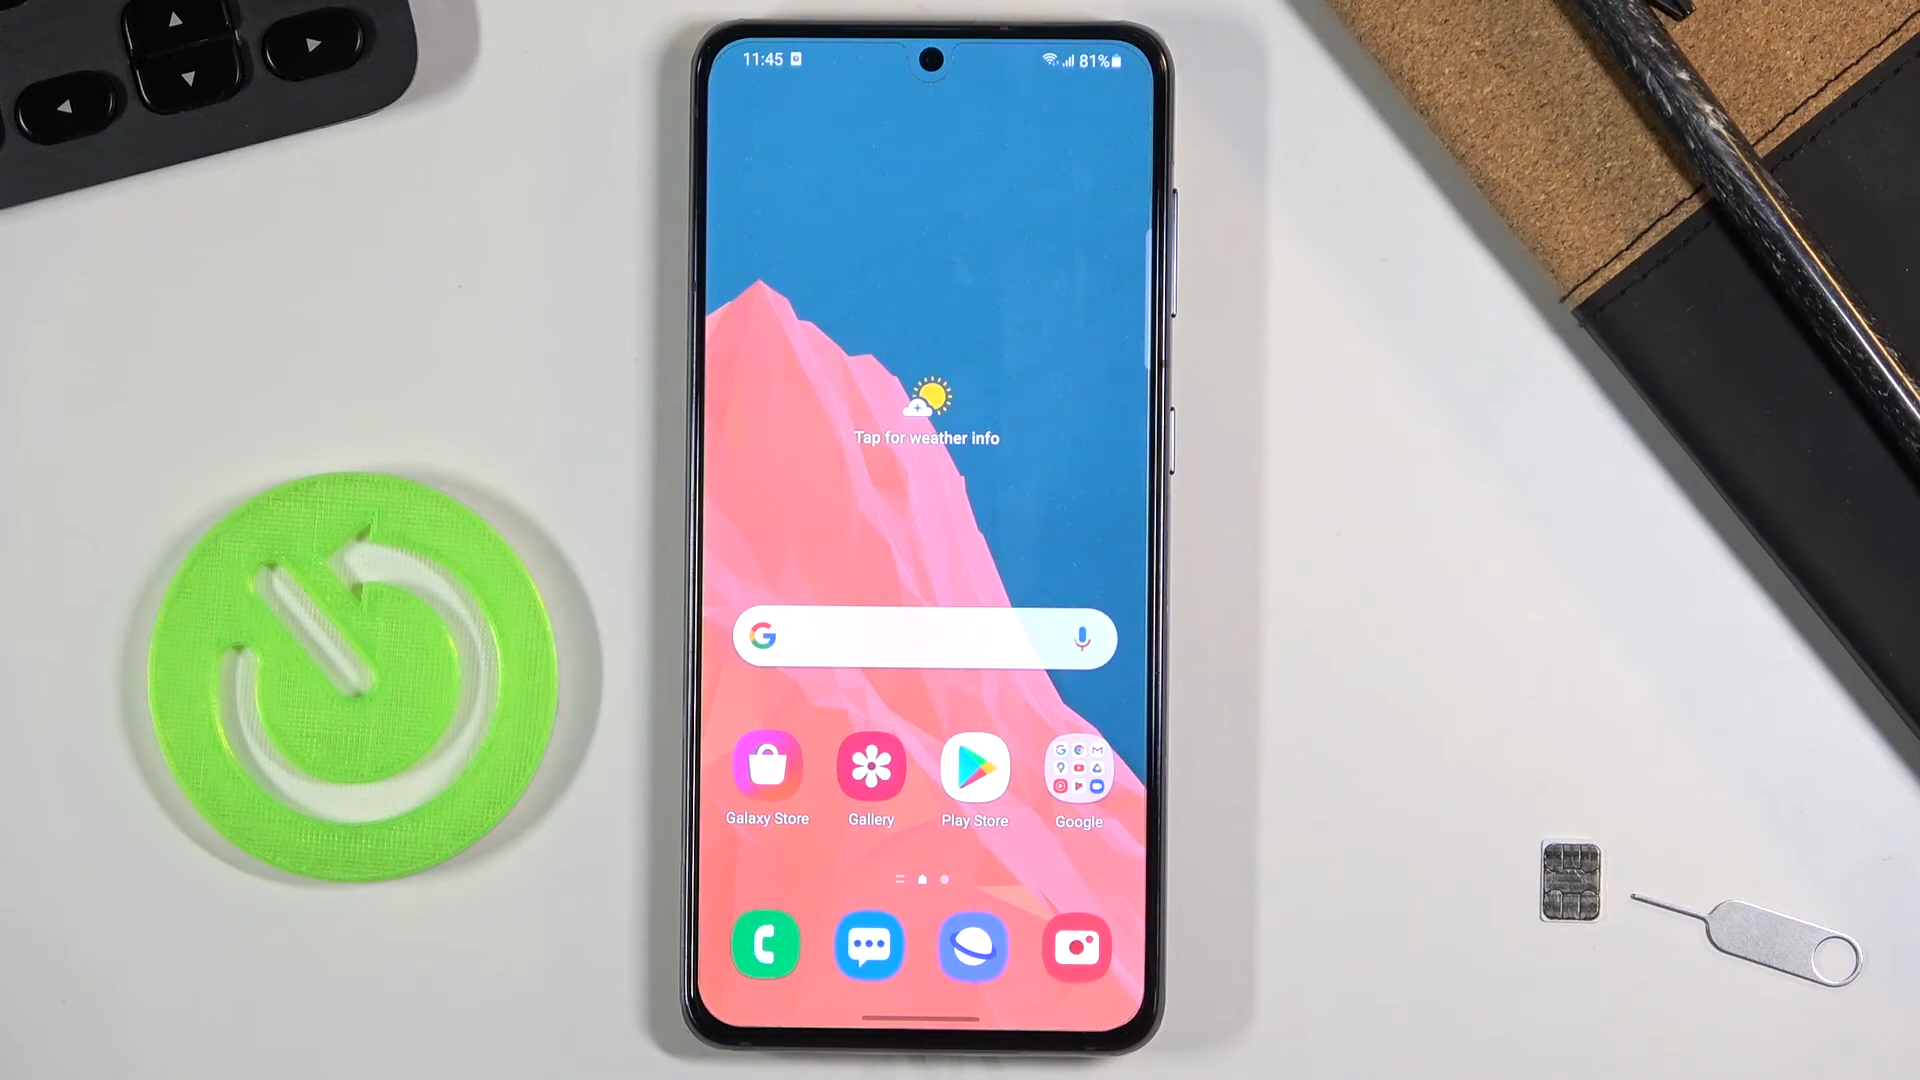 11:45
81%
Tap for weather info
G
Galaxy Store
Gallery
Play Store
Google